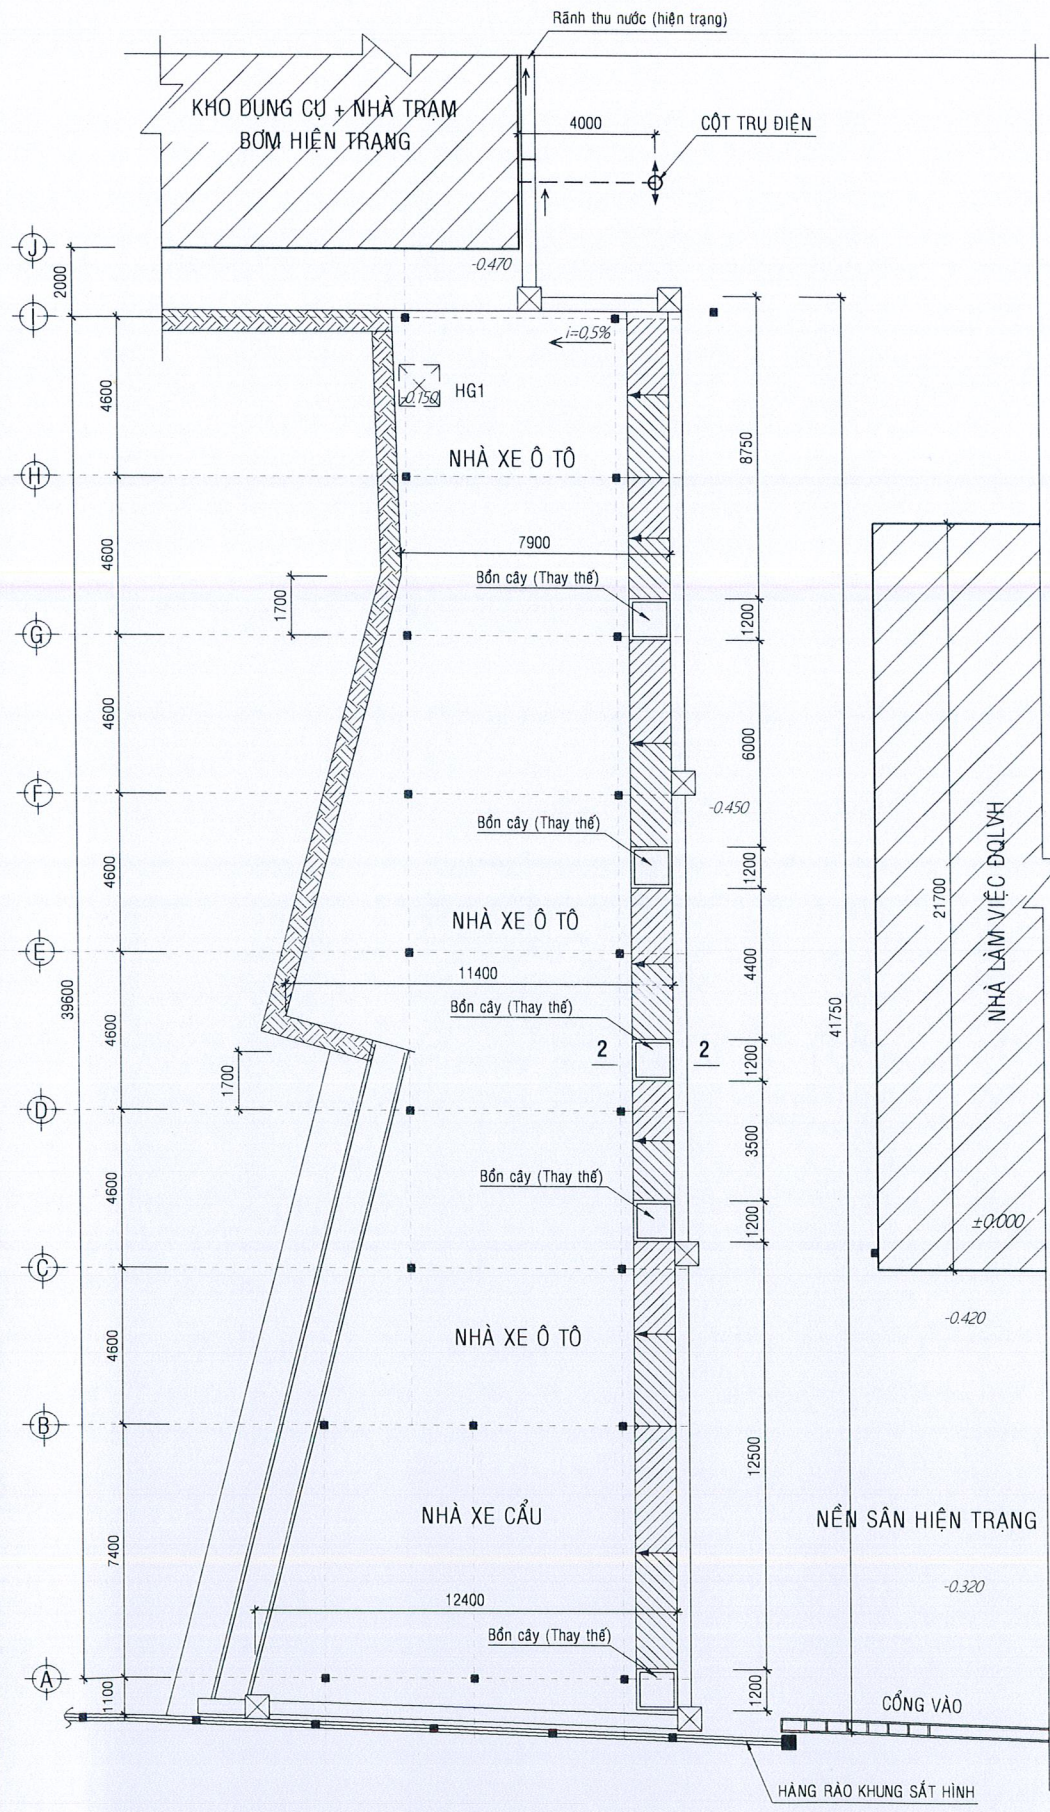 Rãnh thu nước (hiện trạng)
KHO DỤNG CỤ + NHÀ TRẠM
BƠM HIỆN TRẠNG
4000
CỘT TRỤ ĐIỆN
J
-0.470
2000
I
i=0,5%
4600
-0.150
HG1
8750
H
NHÀ XE Ô TÔ
4600
7900
Bồn cây (Thay thế)
1700
1200
G
4600
6000
F
-0.450
Bồn cây (Thay thế)
4600
1200
21700
NHÀ LÀM VIỆC ĐQLVH
NHÀ XE Ô TÔ
E
4400
11400
39600
41750
Bồn cây (Thay thế)
4600
2
2
1200
1700
D
3500
Bồn cây (Thay thế)
4600
1200
±0.000
C
-0.420
NHÀ XE Ô TÔ
4600
B
12500
NHÀ XE CẨU
NỀN SÂN HIỆN TRẠNG
7400
-0.320
12400
Bồn cây (Thay thế)
A
1100
1200
CỔNG VÀO
HÀNG RÀO KHUNG SẮT HÌNH